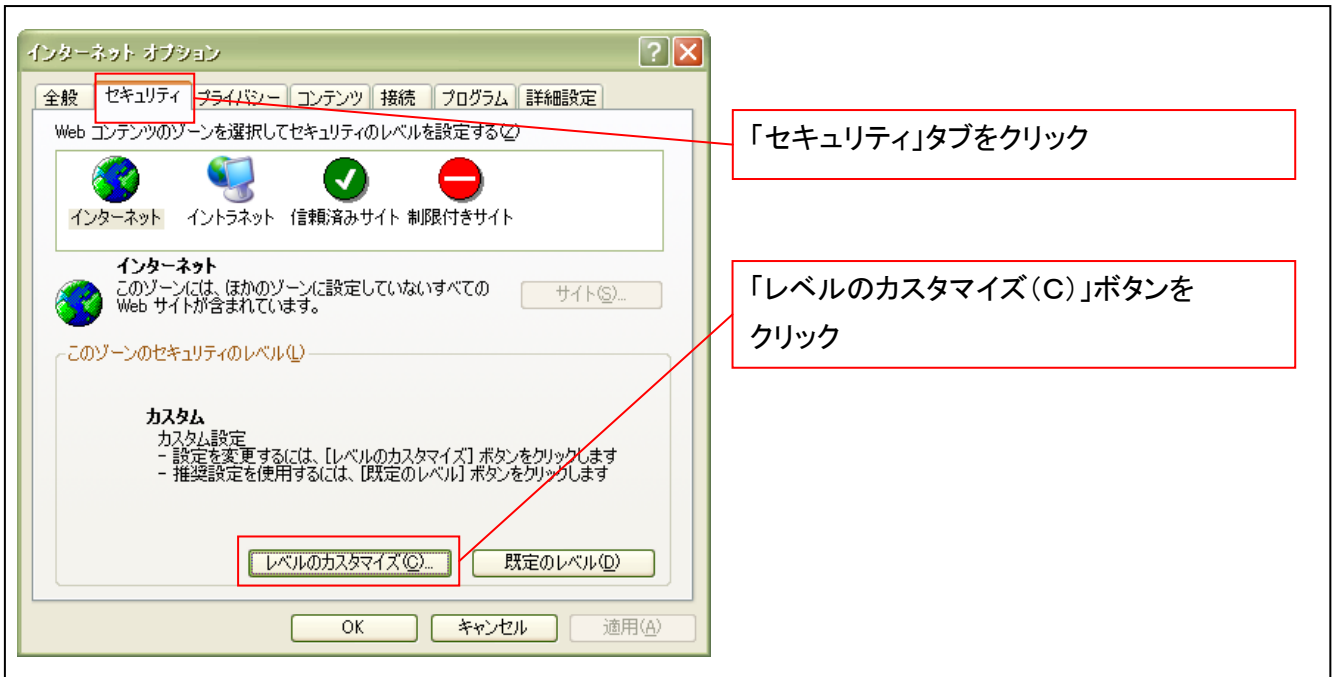 インターネット オプション
全般 セキュリティ プライバシー コンテンツ 接続 プログラム 詳細設定
Web コンテンツのゾーンを選択してセキュリティのレベルを設定する(Z)
インターネット イントラネット 信頼済みサイト 制限付きサイト
インターネット
このゾーンには、ほかのゾーンに設定していないすべての
Web サイトが含まれています。
サイト(S)...
このゾーンのセキュリティのレベル(L)
カスタム
カスタム設定
- 設定を変更するには、[レベルのカスタマイズ] ボタンをクリックします
- 推奨設定を使用するには、[既定のレベル] ボタンをクリックします
レベルのカスタマイズ(C)... 既定のレベル(D)
OK キャンセル 適用(A)
「セキュリティ」タブをクリック
「レベルのカスタマイズ(C)」ボタンを
クリック